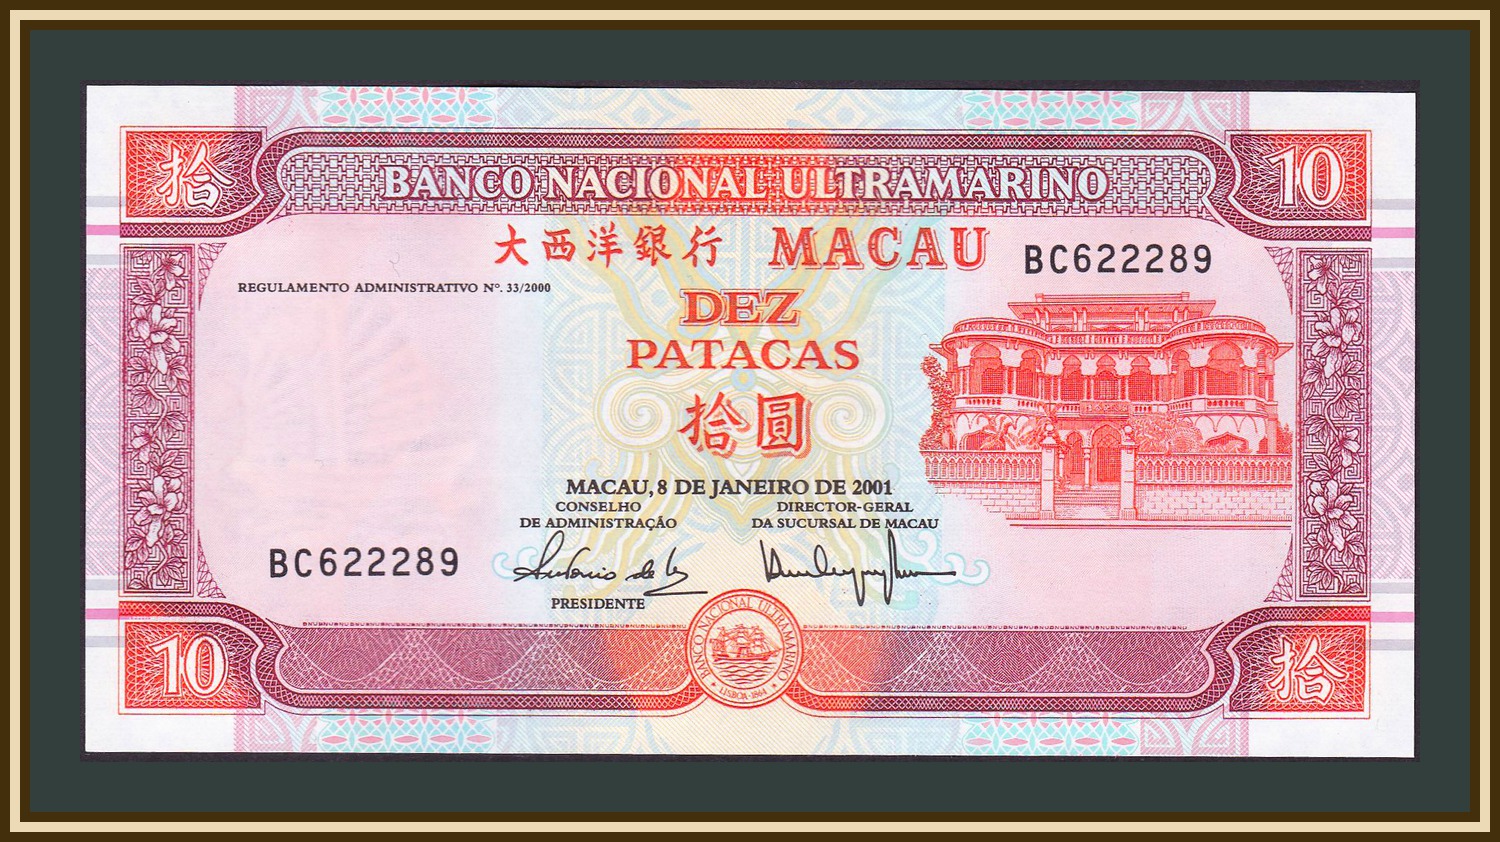 拾
BANCO NACIONAL ULTRAMARINO
10
大西洋銀行 MACAU
BC622289
REGULAMENTO ADMINISTRATIVO Nº. 33/2000
DEZ
PATACAS
拾圓
MACAU, 8 DE JANEIRO DE 2001
CONSELHO
DE ADMINISTRAÇÃO
DIRECTOR-GERAL
DA SUCURSAL DE MACAU
BC622289
PRESIDENTE
10
BANCO NACIONAL ULTRAMARINO
LISBOA-1864
拾